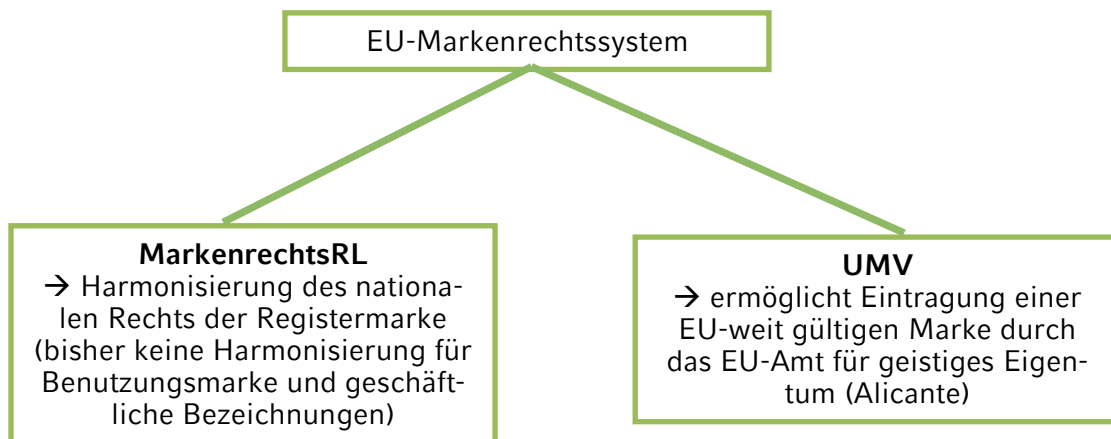 EU-Markenrechtssystem
MarkenrechtsRL
→ Harmonisierung des nationa-
len Rechts der Registermarke
(bisher keine Harmonisierung für
Benutzungsmarke und geschäft-
liche Bezeichnungen)
UMV
→ ermöglicht Eintragung einer
EU-weit gültigen Marke durch
das EU-Amt für geistiges Eigen-
tum (Alicante)